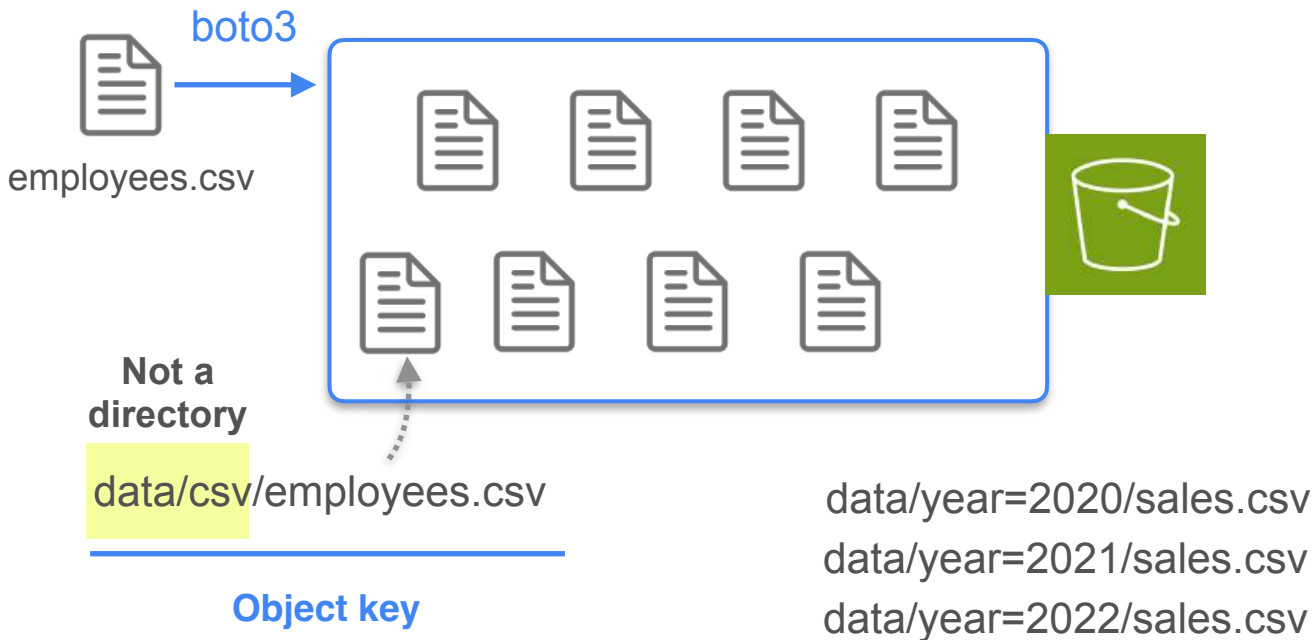 boto3
employees.csv
Not a
directory
data/csv/employees.csv
Object key
data/year=2020/sales.csv
data/year=2021/sales.csv
data/year=2022/sales.csv